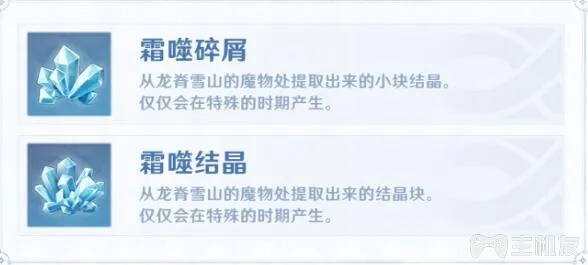 霜噬碎屑
从龙脊雪山的魔物处提取出来的小块结晶。
仅仅会在特殊的时期产生。
霜噬结晶
从龙脊雪山的魔物处提取出来的结晶块。
仅仅会在特殊的时期产生。
主机友